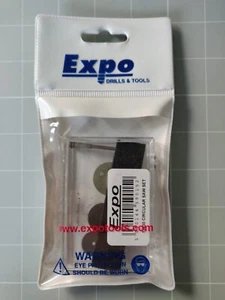 Expo
DRILLS & TOOLS
Expo
CIRCULAR SAW SET
www.expotools.com
WARNING
EYE PROTECTION
SHOULD BE WORN